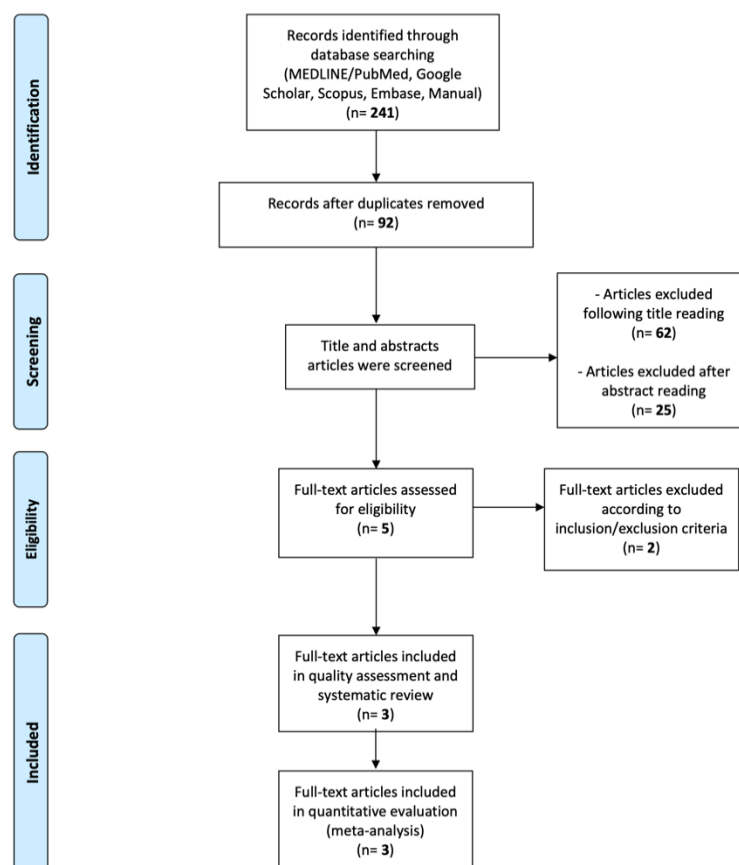 Identification
Records identified through
database searching
(MEDLINE/PubMed, Google
Scholar, Scopus, Embase, Manual)
(n= 241)
Records after duplicates removed
(n= 92)
Screening
Title and abstracts
articles were screened
- Articles excluded
following title reading
(n= 62)
- Articles excluded after
abstract reading
(n= 25)
Eligibility
Full-text articles assessed
for eligibility
(n= 5)
Full-text articles excluded
according to
inclusion/exclusion criteria
(n= 2)
Included
Full-text articles included
in quality assessment and
systematic review
(n= 3)
Full-text articles included
in quantitative evaluation
(meta-analysis)
(n= 3)